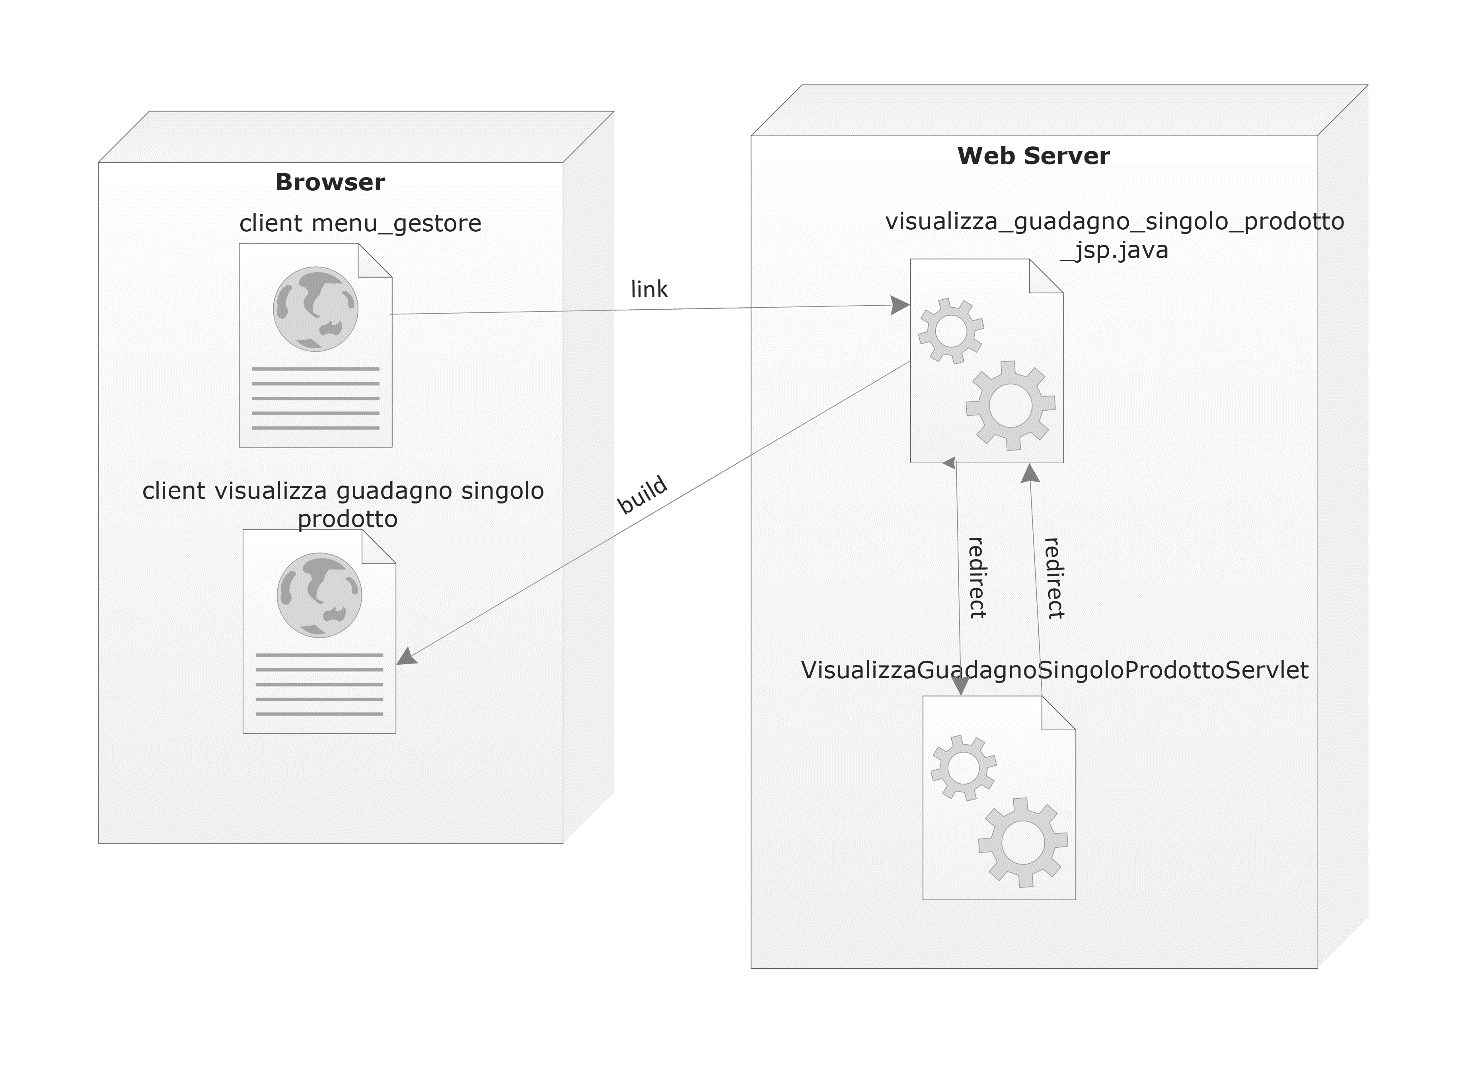 Browser
client menu_gestore
client visualizza guadagno singolo
prodotto
link
build
Web Server
visualizza_guadagno_singolo_prodotto
_jsp.java
redirect
redirect
VisualizzaGuadagnoSingoloProdottoServlet